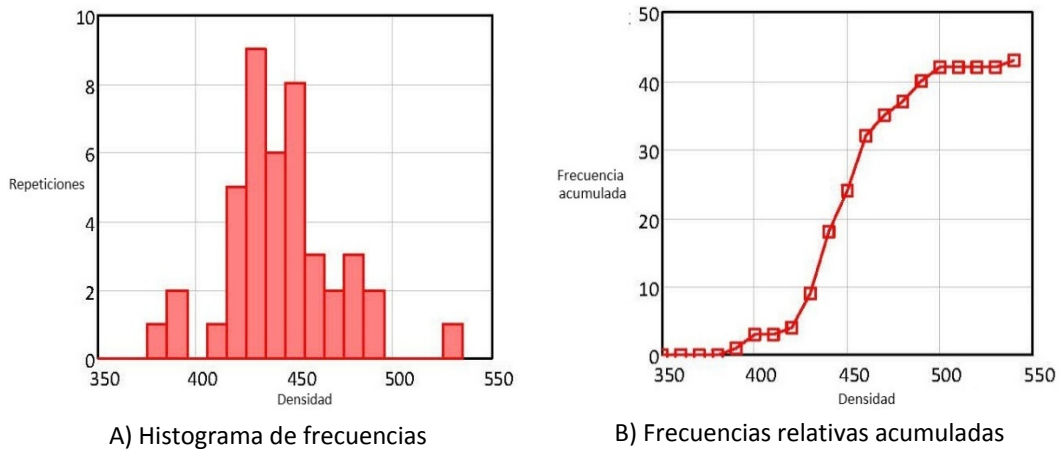 10
8
6
4
2
0
Repeticiones
350 400 450 500 550
Densidad
A) Histograma de frecuencias
50
40
30
20
10
0
Frecuencia
acumulada
350 400 450 500 550
Densidad
B) Frecuencias relativas acumuladas